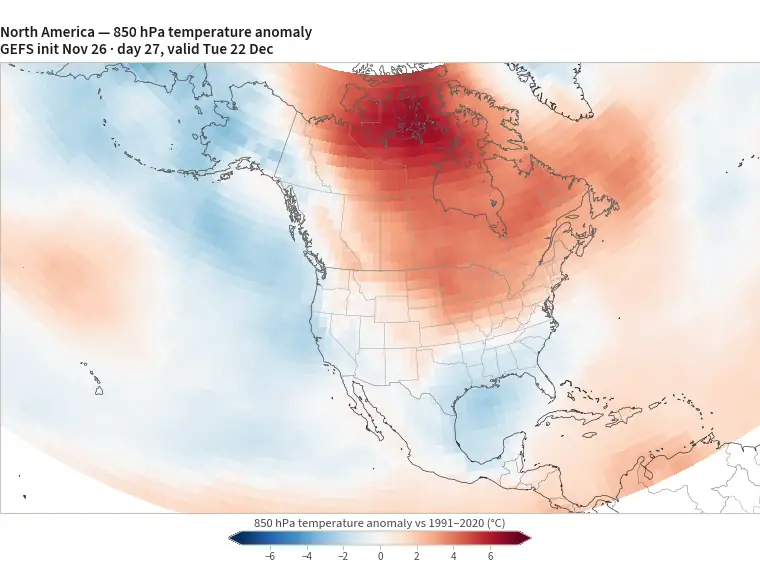 North America — 850 hPa temperature anomaly
GEFS init Nov 26 · day 27, valid Tue 22 Dec
850 hPa temperature anomaly vs 1991–2020 (°C)
−6 −4 −2 0 2 4 6